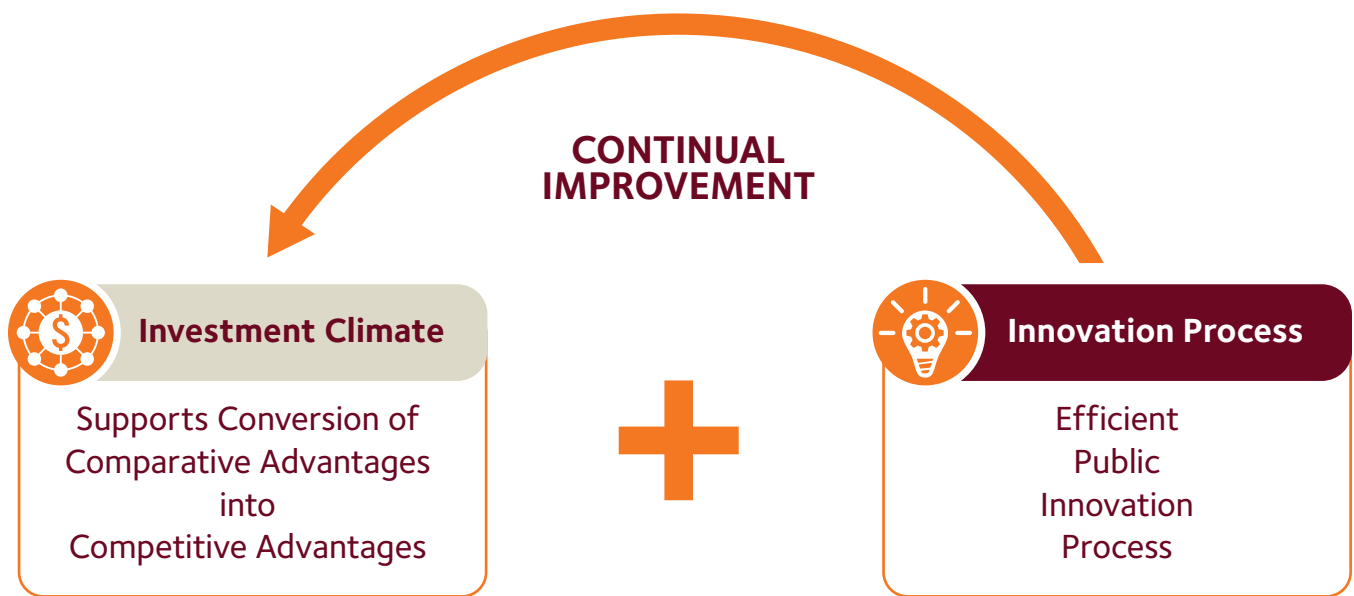 CONTINUAL
IMPROVEMENT
$
Investment Climate
Supports Conversion of
Comparative Advantages
into
Competitive Advantages
Innovation Process
Efficient
Public
Innovation
Process